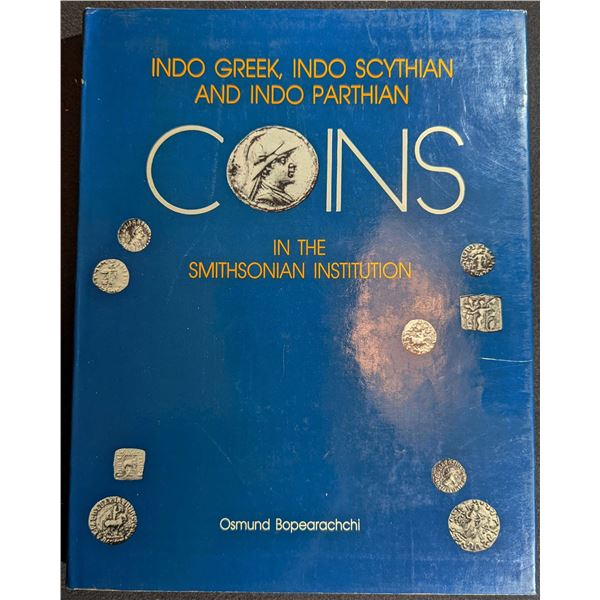 INDO GREEK, INDO SCYTHIAN
AND INDO PARTHIAN
COINS
IN THE
SMITHSONIAN INSTITUTION
Osmund Bopearachchi